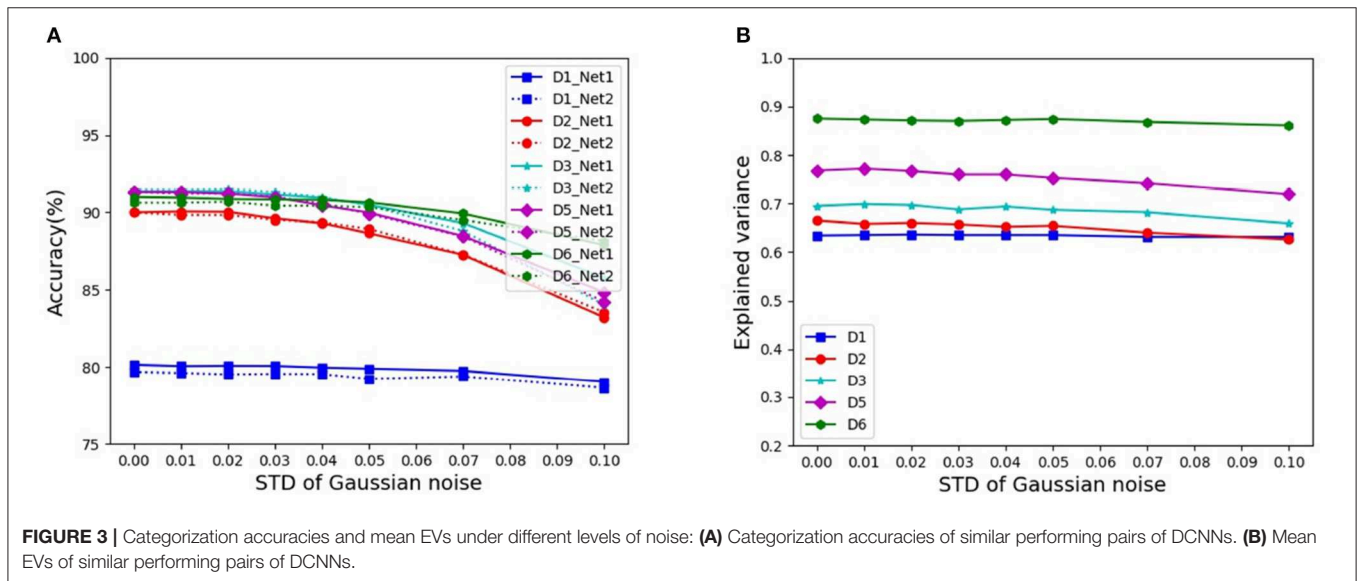 A
100
95
90
85
80
75
Accuracy(%)
0.00 0.01 0.02 0.03 0.04 0.05 0.06 0.07 0.08 0.09 0.10
STD of Gaussian noise
D1_Net1
D1_Net2
D2_Net1
D2_Net2
D3_Net1
D3_Net2
D5_Net1
D5_Net2
D6_Net1
D6_Net2
B
1.0
0.9
0.8
0.7
0.6
0.5
0.4
0.3
0.2
Explained variance
D1
D2
D3
D5
D6
0.00 0.01 0.02 0.03 0.04 0.05 0.06 0.07 0.08 0.09 0.10
STD of Gaussian noise
FIGURE 3 | Categorization accuracies and mean EVs under different levels of noise: (A) Categorization accuracies of similar performing pairs of DCNNs. (B) Mean
EVs of similar performing pairs of DCNNs.